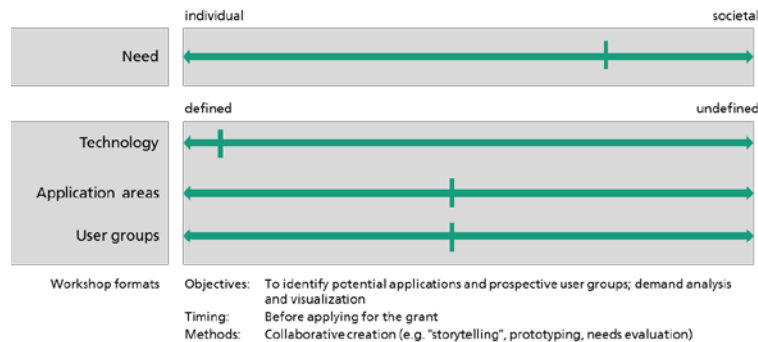 individual societal
Need
defined undefined
Technology
Application areas
User groups
Workshop formats Objectives: To identify potential applications and prospective user groups; demand analysis
and visualization
Timing: Before applying for the grant
Methods: Collaborative creation (e.g. "storytelling", prototyping, needs evaluation)